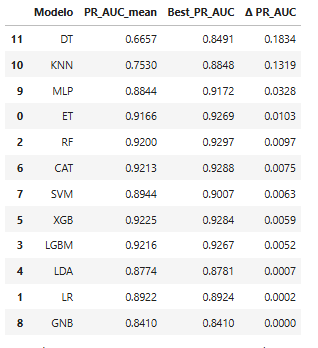 Modelo PR_AUC_mean Best_PR_AUC Δ PR_AUC
11 DT 0.6657 0.8491 0.1834
10 KNN 0.7530 0.8848 0.1319
9 MLP 0.8844 0.9172 0.0328
0 ET 0.9166 0.9269 0.0103
2 RF 0.9200 0.9297 0.0097
6 CAT 0.9213 0.9288 0.0075
7 SVM 0.8944 0.9007 0.0063
5 XGB 0.9225 0.9284 0.0059
3 LGBM 0.9216 0.9267 0.0052
4 LDA 0.8774 0.8781 0.0007
1 LR 0.8922 0.8924 0.0002
8 GNB 0.8410 0.8410 0.0000